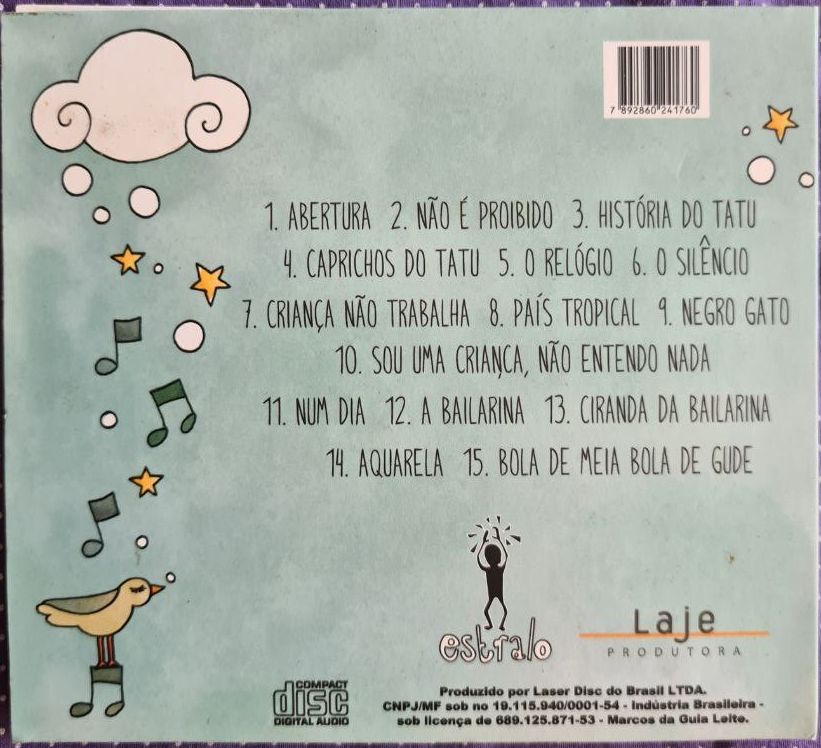 7 892860 241760
1. ABERTURA 2. NÃO É PROIBIDO 3. HISTÓRIA DO TATU
4. CAPRICHOS DO TATU 5. O RELÓGIO 6. O SILÊNCIO
7. CRIANÇA NÃO TRABALHA 8. PAÍS TROPICAL 9. NEGRO GATO
10. SOU UMA CRIANÇA, NÃO ENTENDO NADA
11. NUM DIA 12. A BAILARINA 13. CIRANDA DA BAILARINA
14. AQUARELA 15. BOLA DE MEIA BOLA DE GUDE
estralo
Laje
PRODUTORA
COMPACT
disc
DIGITAL AUDIO
Produzido por Laser Disc do Brasil LTDA.
CNPJ/MF sob no 19.115.940/0001-54 - Indústria Brasileira -
sob licença de 689.125.871-53 - Marcos da Guia Leite.